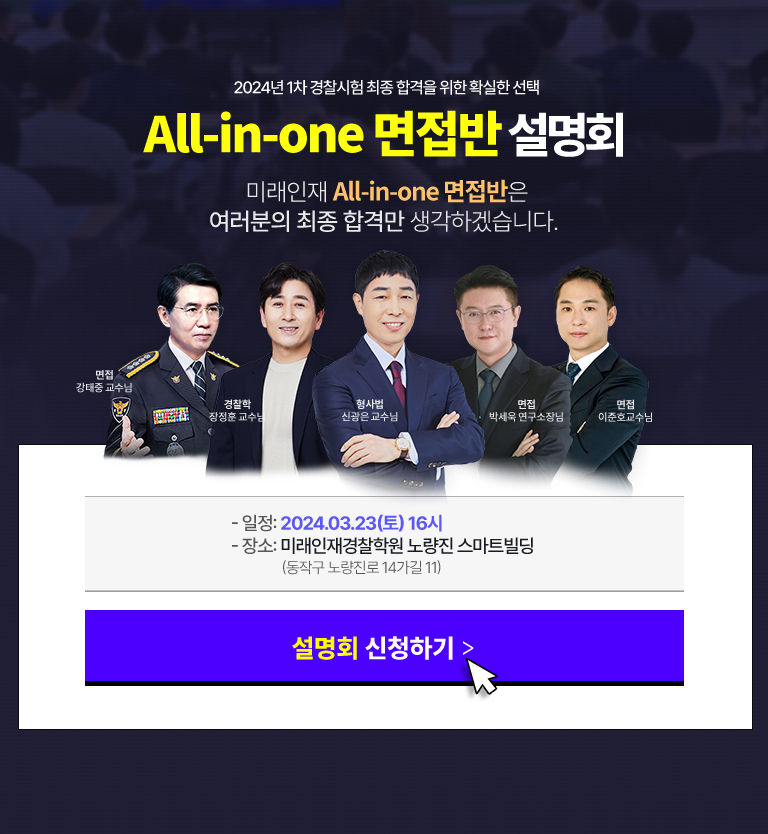 2024년 1차 경찰시험 최종 합격을 위한 확실한 선택
All-in-one 면접반 설명회
미래인재 All-in-one 면접반은
여러분의 최종 합격만 생각하겠습니다.
면접
강태중 교수님
경찰학
장정훈 교수님
형사법
신광은 교수님
면접
박세욱 연구소장님
면접
이준호교수님
- 일정: 2024.03.23(토) 16시
- 장소: 미래인재경찰학원 노량진 스마트빌딩
(동작구 노량진로 14가길 11)
설명회 신청하기 >